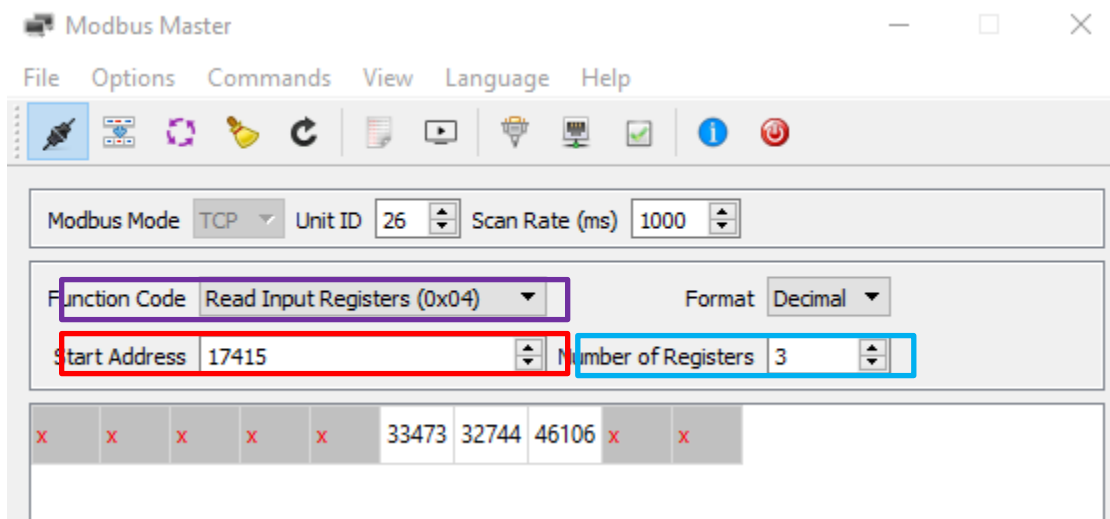 Modbus Master
File Options Commands View Language Help
Modbus Mode TCP Unit ID 26 Scan Rate (ms) 1000
Function Code Read Input Registers (0x04) Format Decimal
Start Address 17415 Number of Registers 3
x x x x x 33473 32744 46106 x x